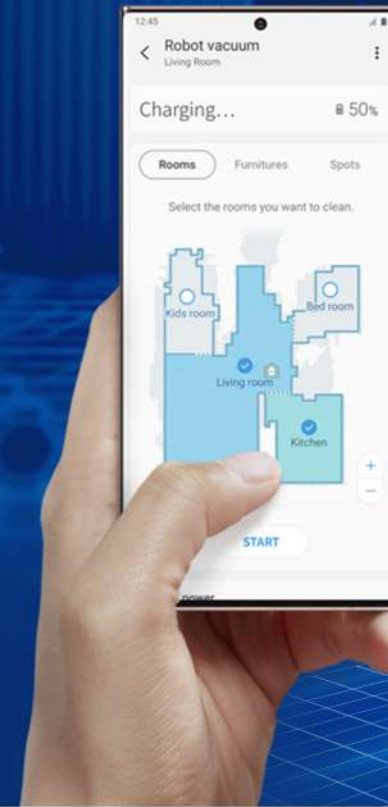 12:45
Robot vacuum
Living Room
Charging...
50%
Rooms Furnitures Spots
Select the rooms you want to clean.
Kids room
Bed room
Living room
Kitchen
+
−
START
power